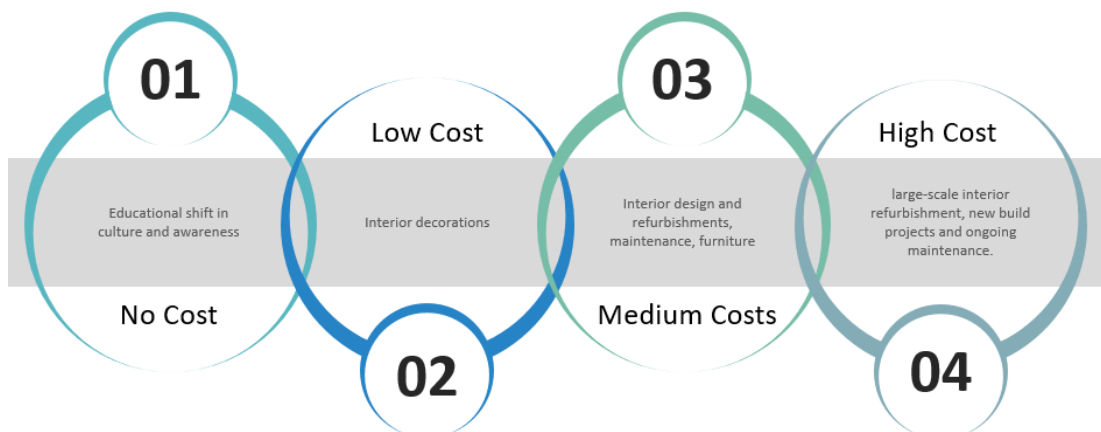 01
Educational shift in
culture and awareness
No Cost
Low Cost
Interior decorations
02
03
Interior design and
refurbishments,
maintenance, furniture
Medium Costs
High Cost
large-scale interior
refurbishment, new build
projects and ongoing
maintenance.
04